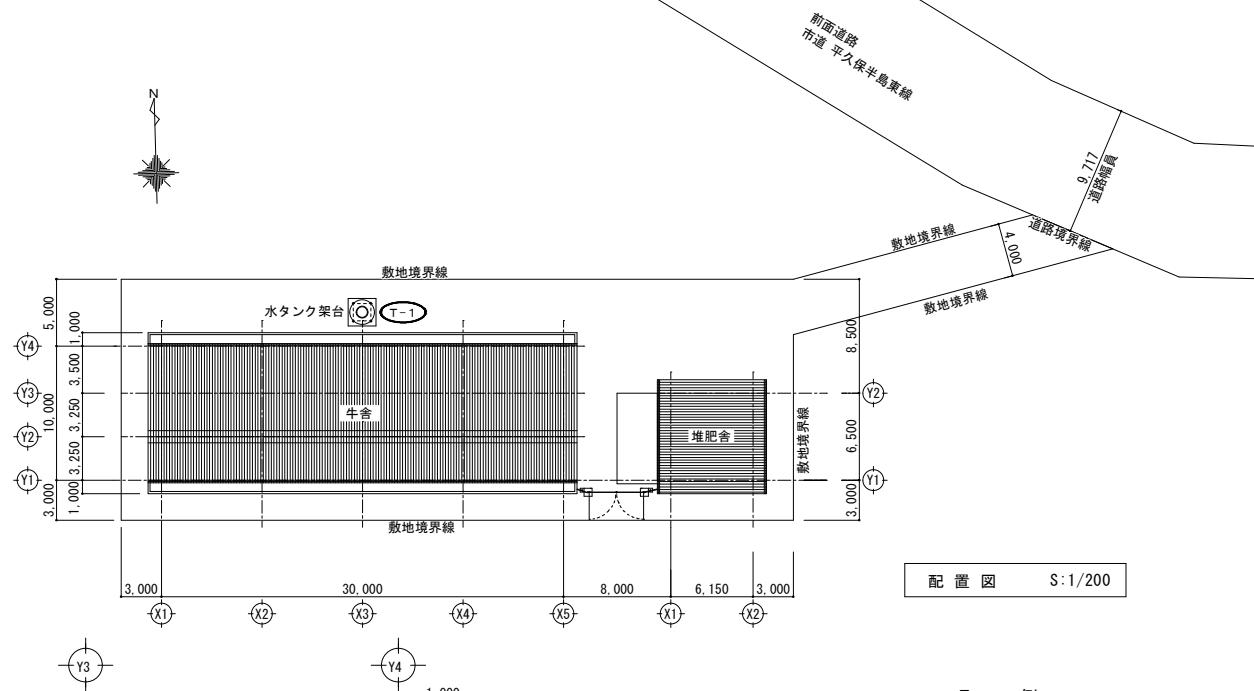 前面道路
市道 平久保半島東線
N
9,717
道路幅員
道路境界線
敷地境界線
4,000
敷地境界線
敷地境界線
水タンク架台
T-1
5,000
1,000
8,500
Y4
3,500
Y3
10,000
3,250
牛舎
堆肥舎
敷地境界線
6,500
Y2
Y2
3,250
Y1
3,000
1,000
Y1
3,000
敷地境界線
3,000
30,000
8,000
6,150
3,000
X1
X2
X3
X4
X5
X1
X2
配 置 図 S:1/200
Y3
Y4